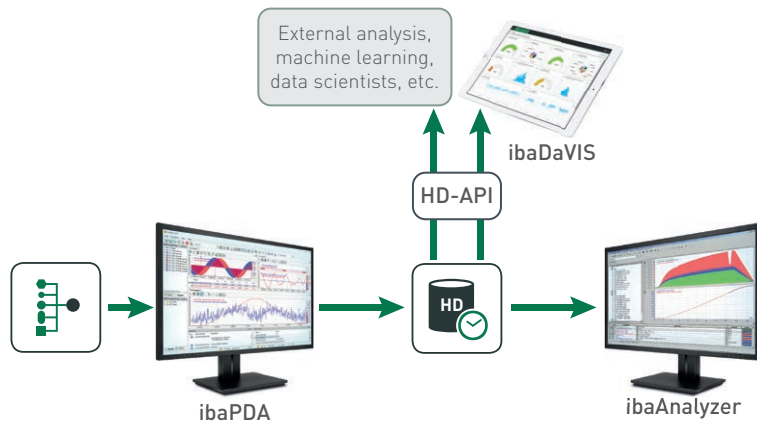 External analysis,
machine learning,
data scientists, etc.
ibaDaVIS
HD-API
HD
ibaPDA
ibaAnalyzer